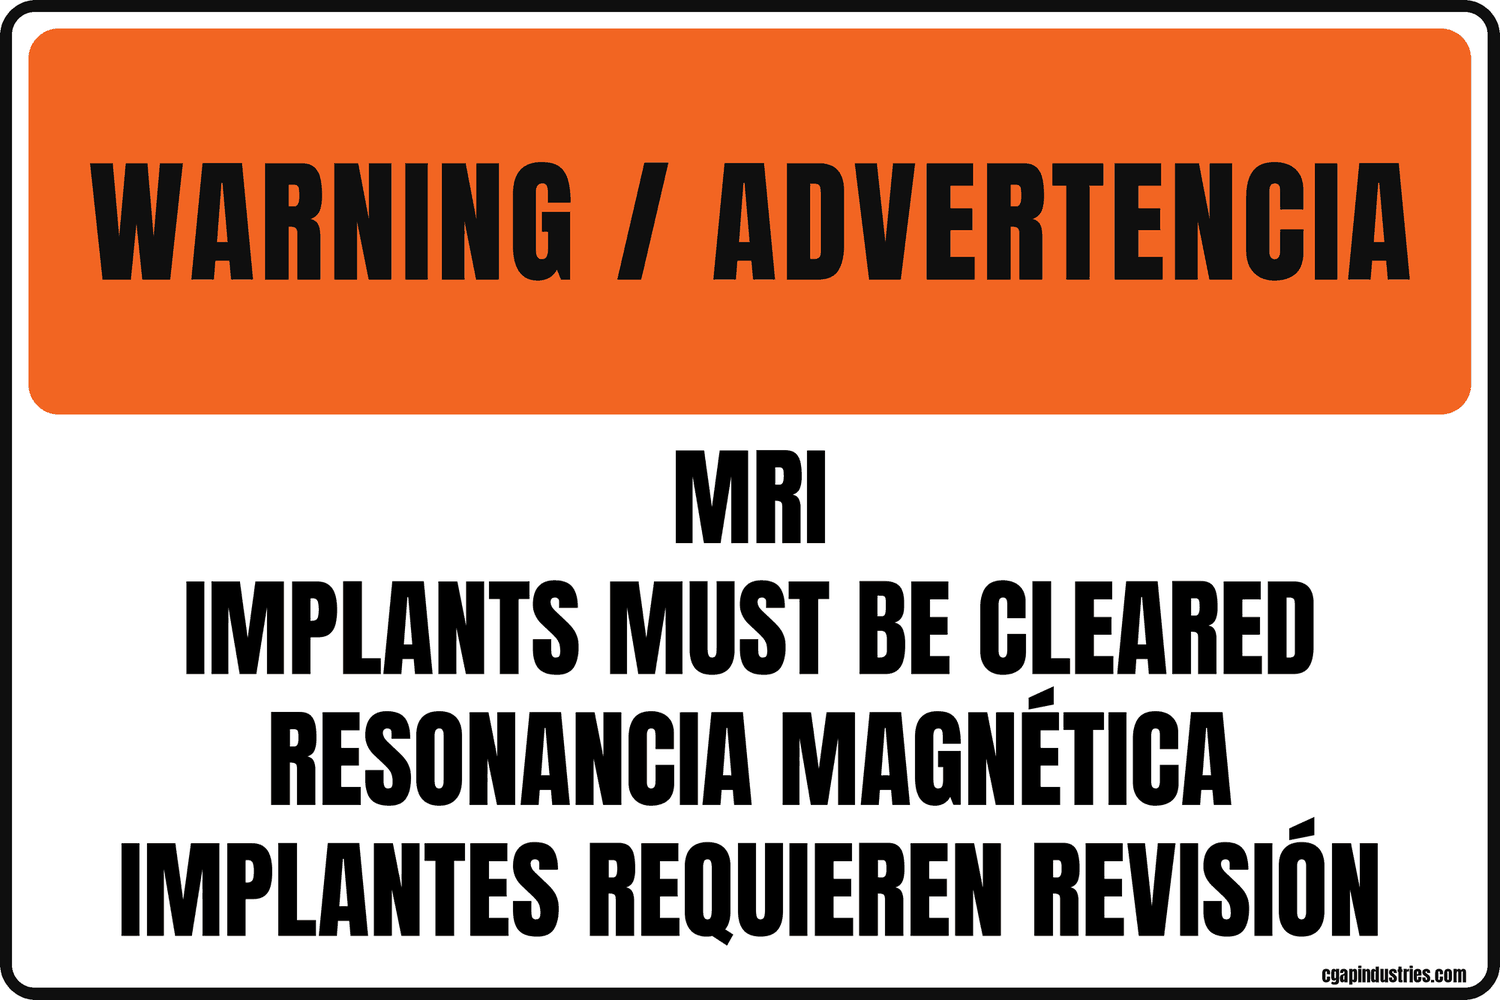 WARNING / ADVERTENCIA
MRI
IMPLANTS MUST BE CLEARED
RESONANCIA MAGNÉTICA
IMPLANTES REQUIEREN REVISIÓN
cgapindustries.com